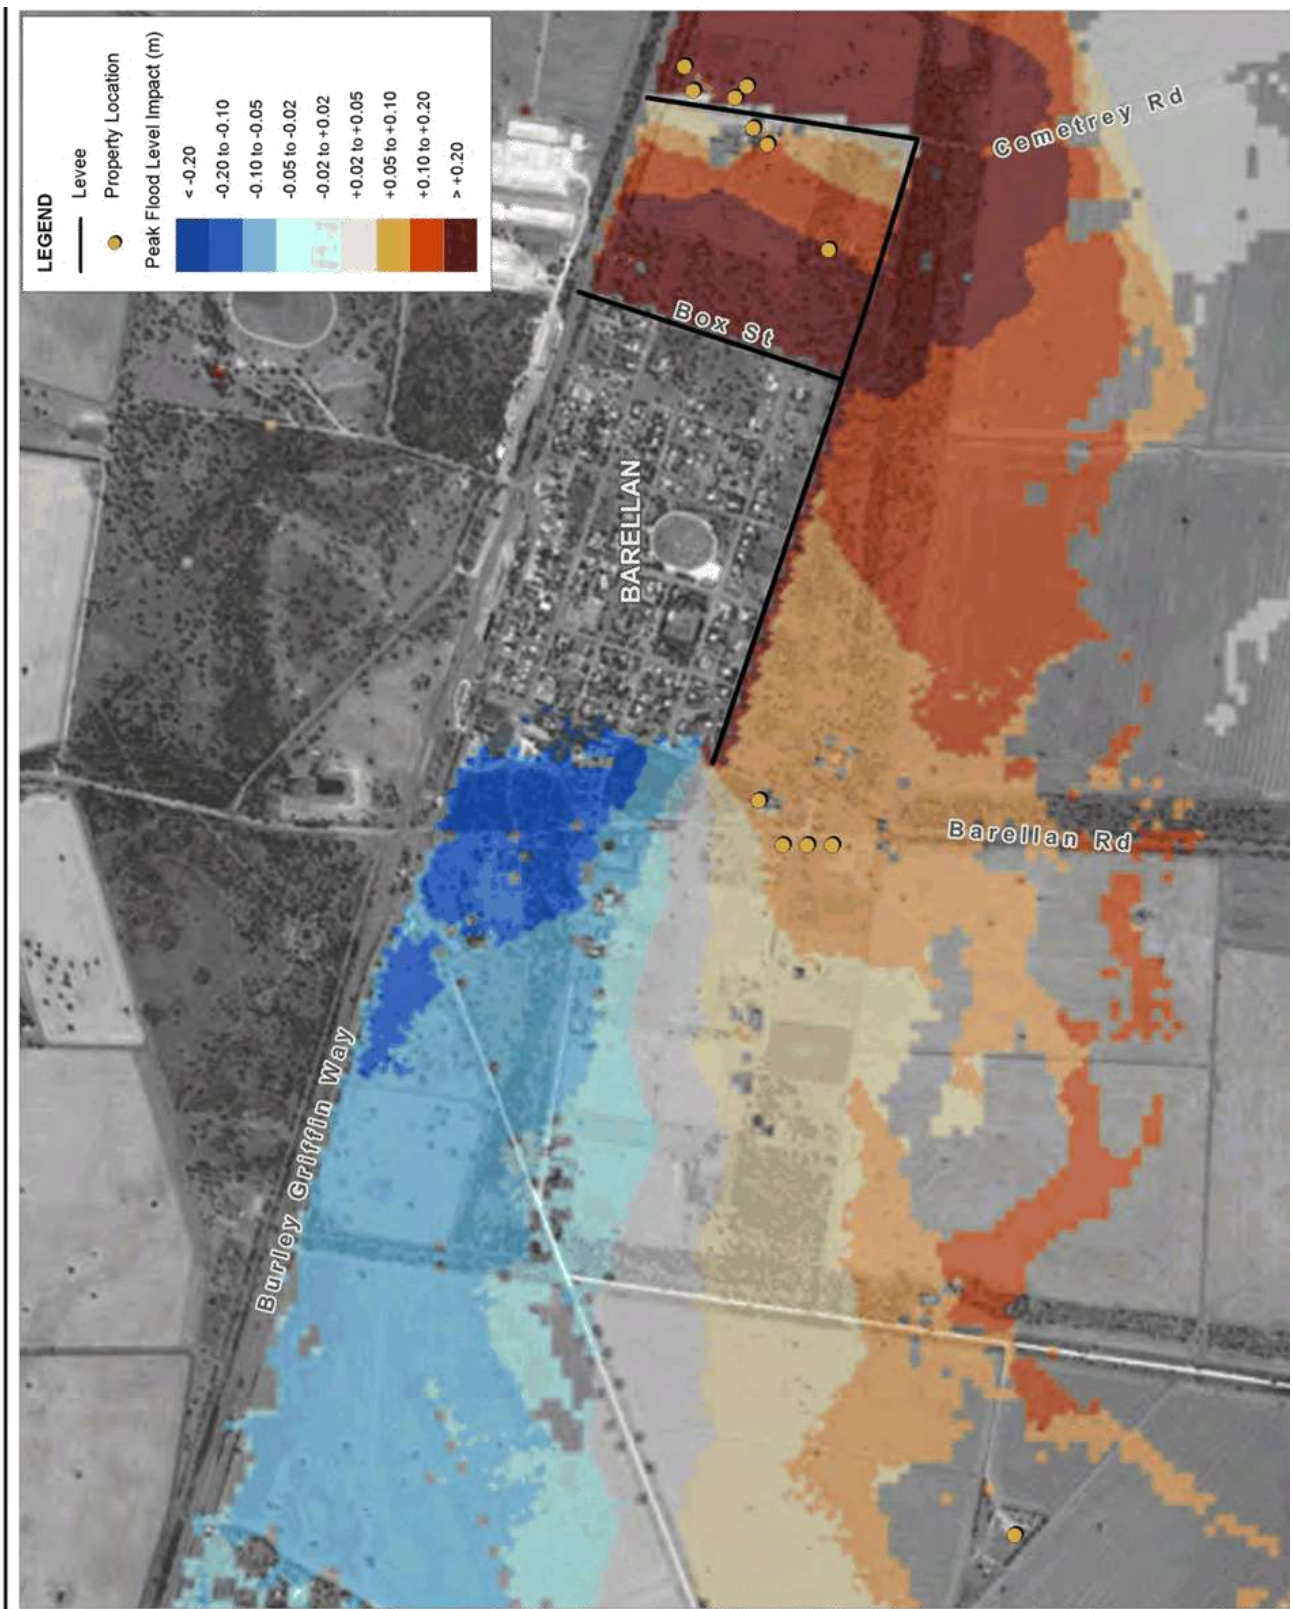 LEGEND
Levee
Property Location
Peak Flood Level Impact (m)
< -0.20
-0.20 to -0.10
-0.10 to -0.05
-0.05 to -0.02
-0.02 to +0.02
+0.02 to +0.05
+0.05 to +0.10
+0.10 to +0.20
> +0.20
Cemetrey Rd
Box St
BARELLAN
Barellan Rd
Burley Griffin Way